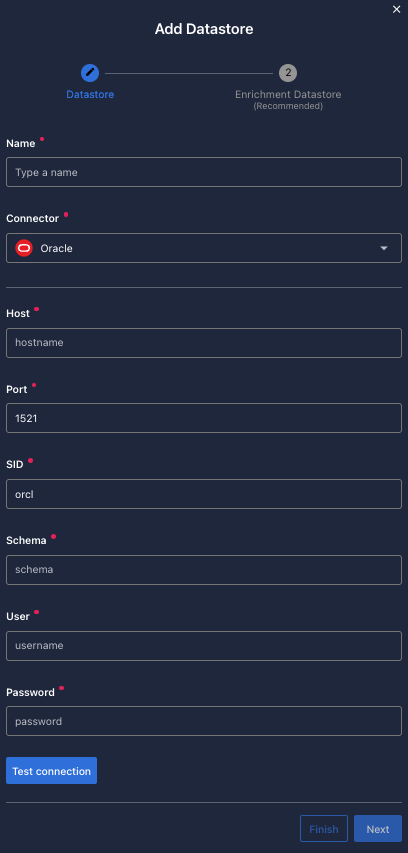 Add Datastore
2
Datastore
Enrichment Datastore
(Recommended)
Name
Type a name
Connector
Oracle
Host
hostname
Port
1521
SID
orcl
Schema
schema
User
username
Password
password
Test connection
Finish
Next